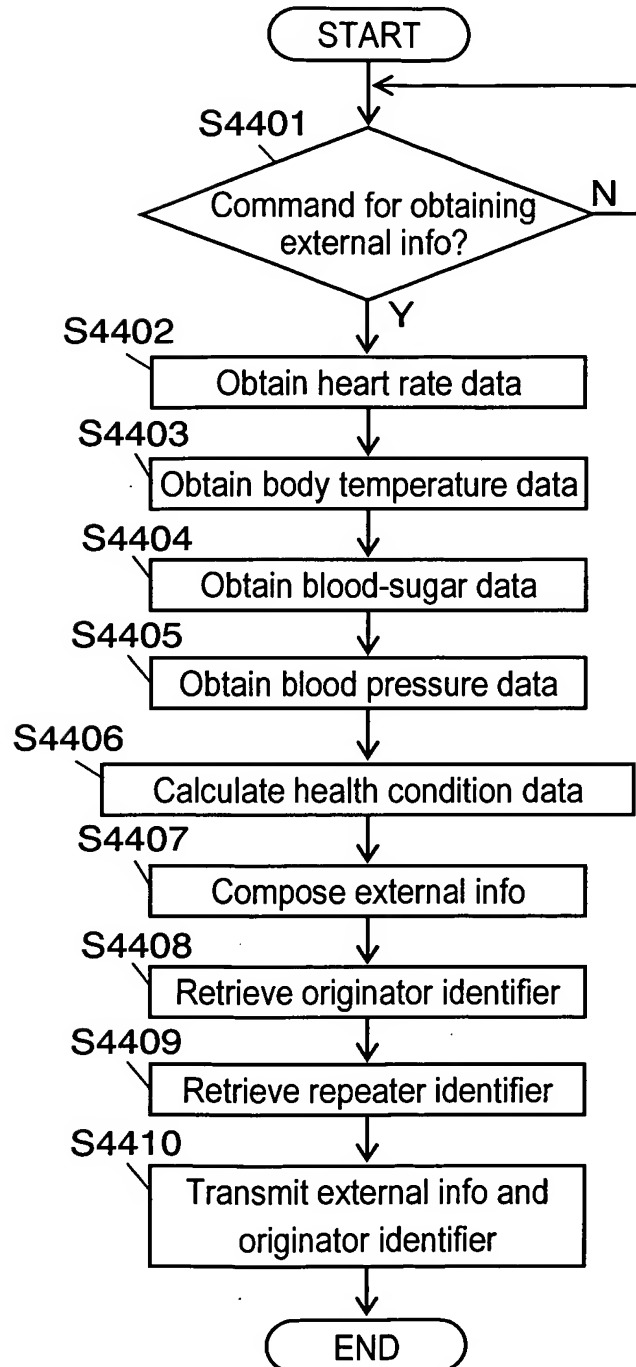 START
S4401
Command for obtaining
external info?
N
Y
S4402
Obtain heart rate data
S4403
Obtain body temperature data
S4404
Obtain blood-sugar data
S4405
Obtain blood pressure data
S4406
Calculate health condition data
S4407
Compose external info
S4408
Retrieve originator identifier
S4409
Retrieve repeater identifier
S4410
Transmit external info and
originator identifier
END